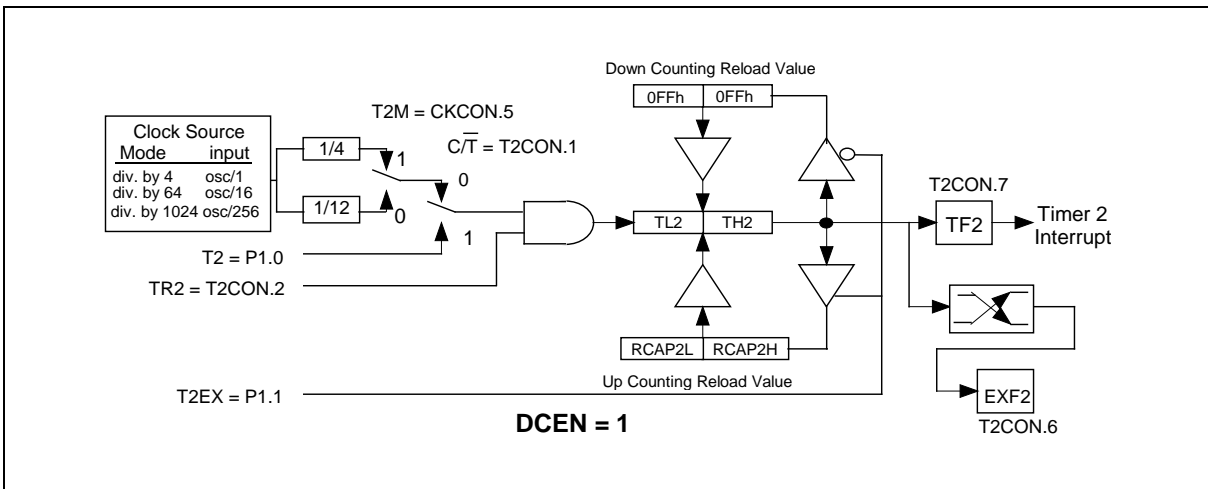 Down Counting Reload Value
0FFh 0FFh
T2M = CKCON.5
Clock Source
Mode input
div. by 4 osc/1
div. by 64 osc/16
div. by 1024 osc/256
1/4
1
C/T̅ = T2CON.1
0
1/12
0
1
T2 = P1.0
TR2 = T2CON.2
TL2 TH2
T2CON.7
TF2
Timer 2
Interrupt
RCAP2L RCAP2H
Up Counting Reload Value
T2EX = P1.1
EXF2
T2CON.6
DCEN = 1